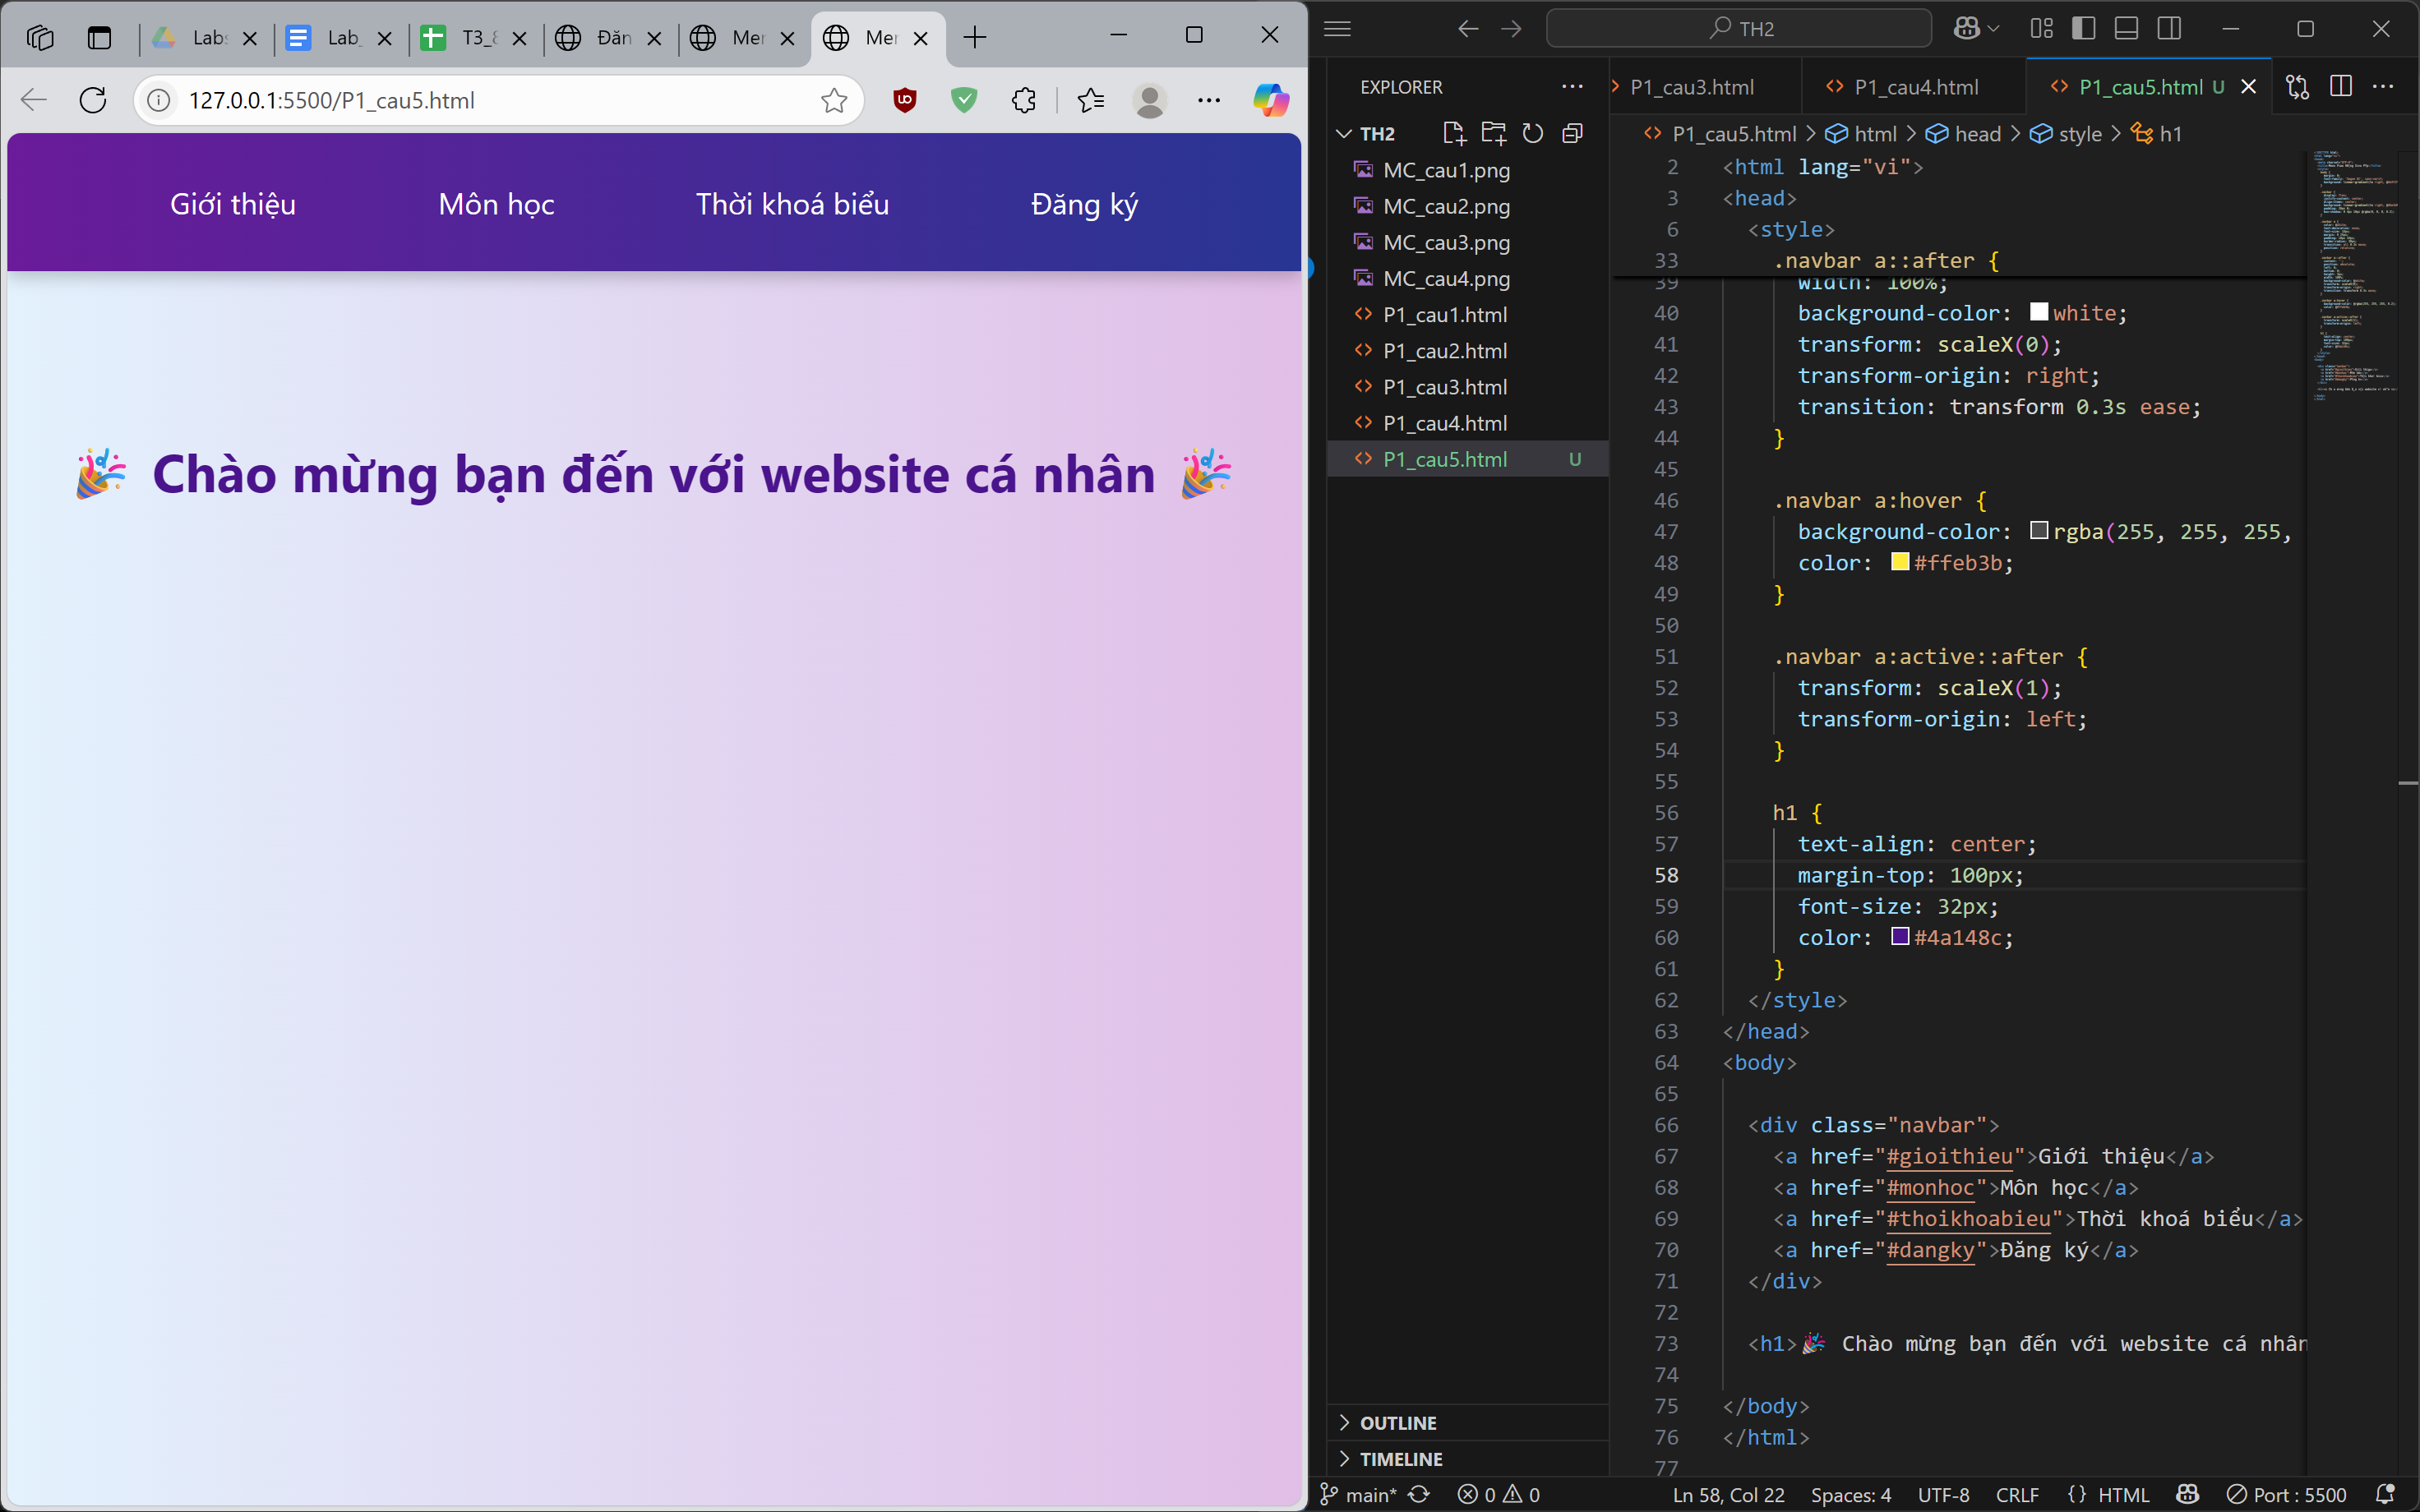 Labs
Lab_
T3_8
Đăn
Mer
Mer
127.0.0.1:5500/P1_cau5.html
Giới thiệu
Môn học
Thời khoá biểu
Đăng ký
🎉 Chào mừng bạn đến với website cá nhân 🎉
TH2
EXPLORER
TH2
MC_cau1.png
MC_cau2.png
MC_cau3.png
MC_cau4.png
P1_cau1.html
P1_cau2.html
P1_cau3.html
P1_cau4.html
P1_cau5.html U
OUTLINE
TIMELINE
P1_cau3.html
P1_cau4.html
P1_cau5.html U
P1_cau5.html > html > head > style > h1
2 <html lang="vi">
3 <head>
6 <style>
33 .navbar a::after {
39 width: 100%;
40 background-color: white;
41 transform: scaleX(0);
42 transform-origin: right;
43 transition: transform 0.3s ease;
44 }
45
46 .navbar a:hover {
47 background-color: rgba(255, 255, 255,
48 color: #ffeb3b;
49 }
50
51 .navbar a:active::after {
52 transform: scaleX(1);
53 transform-origin: left;
54 }
55
56 h1 {
57 text-align: center;
58 margin-top: 100px;
59 font-size: 32px;
60 color: #4a148c;
61 }
62 </style>
63 </head>
64 <body>
65
66 <div class="navbar">
67 <a href="#gioithieu">Giới thiệu</a>
68 <a href="#monhoc">Môn học</a>
69 <a href="#thoikhoabieu">Thời khoá biểu</a>
70 <a href="#dangky">Đăng ký</a>
71 </div>
72
73 <h1>🎉 Chào mừng bạn đến với website cá nhân
74
75 </body>
76 </html>
77
main* 0 0 Ln 58, Col 22 Spaces: 4 UTF-8 CRLF {} HTML Port : 5500